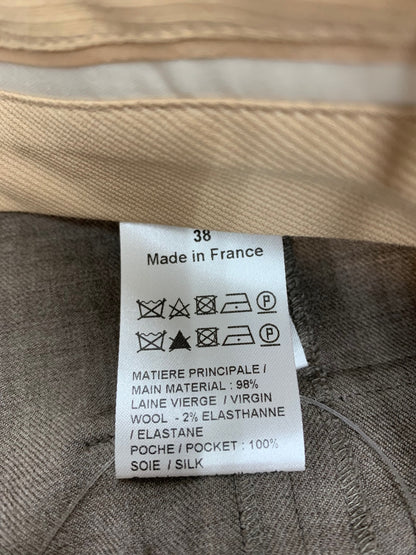 38
Made in France
P
P
MATIERE PRINCIPALE /
MAIN MATERIAL : 98%
LAINE VIERGE / VIRGIN
WOOL - 2% ELASTHANNE
/ ELASTANE
POCHE / POCKET : 100%
SOIE / SILK